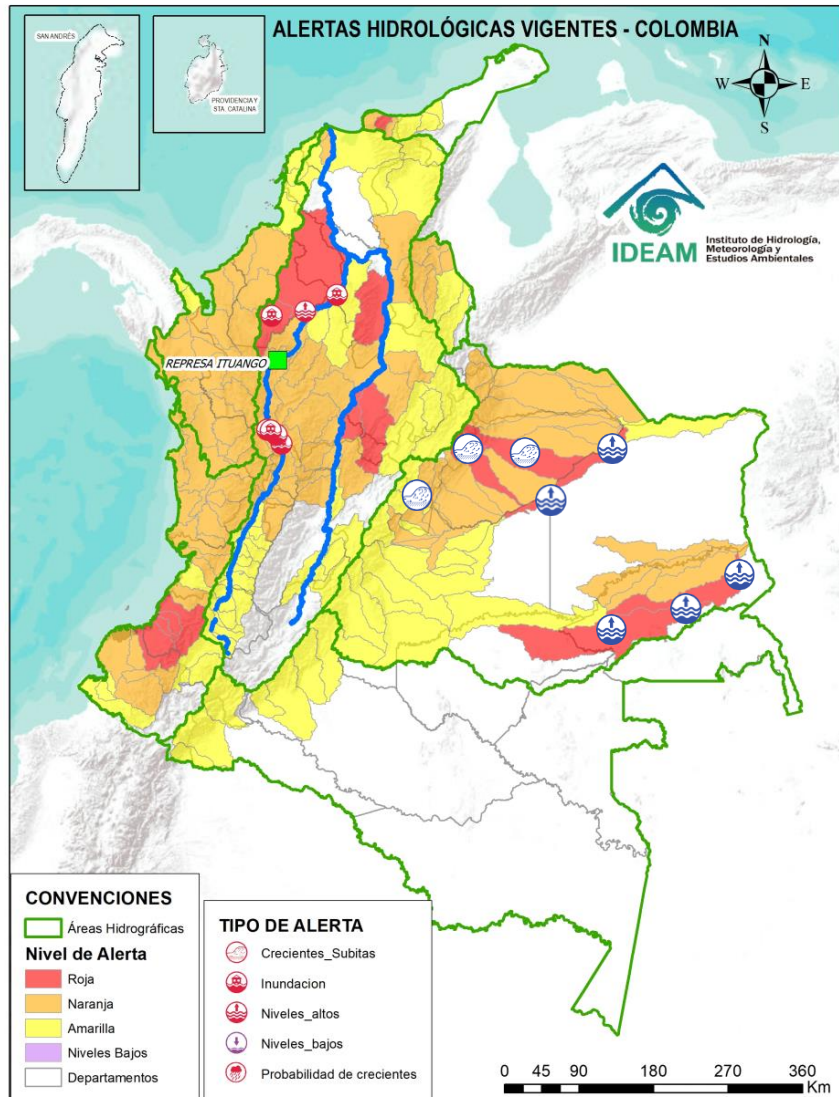 ALERTAS HIDROLÓGICAS VIGENTES - COLOMBIA
SAN ANDRÉS
PROVIDENCIA Y
STA. CATALINA
N
W E
S
IDEAM
Instituto de Hidrología,
Meteorología y
Estudios Ambientales
REPRESA ITUANGO
CONVENCIONES
Áreas Hidrográficas
Nivel de Alerta
Roja
Naranja
Amarilla
Niveles Bajos
Departamentos
TIPO DE ALERTA
Crecientes_Subitas
Inundacion
Niveles_altos
Niveles_bajos
Probabilidad de crecientes
0 45 90 180 270 360
Km